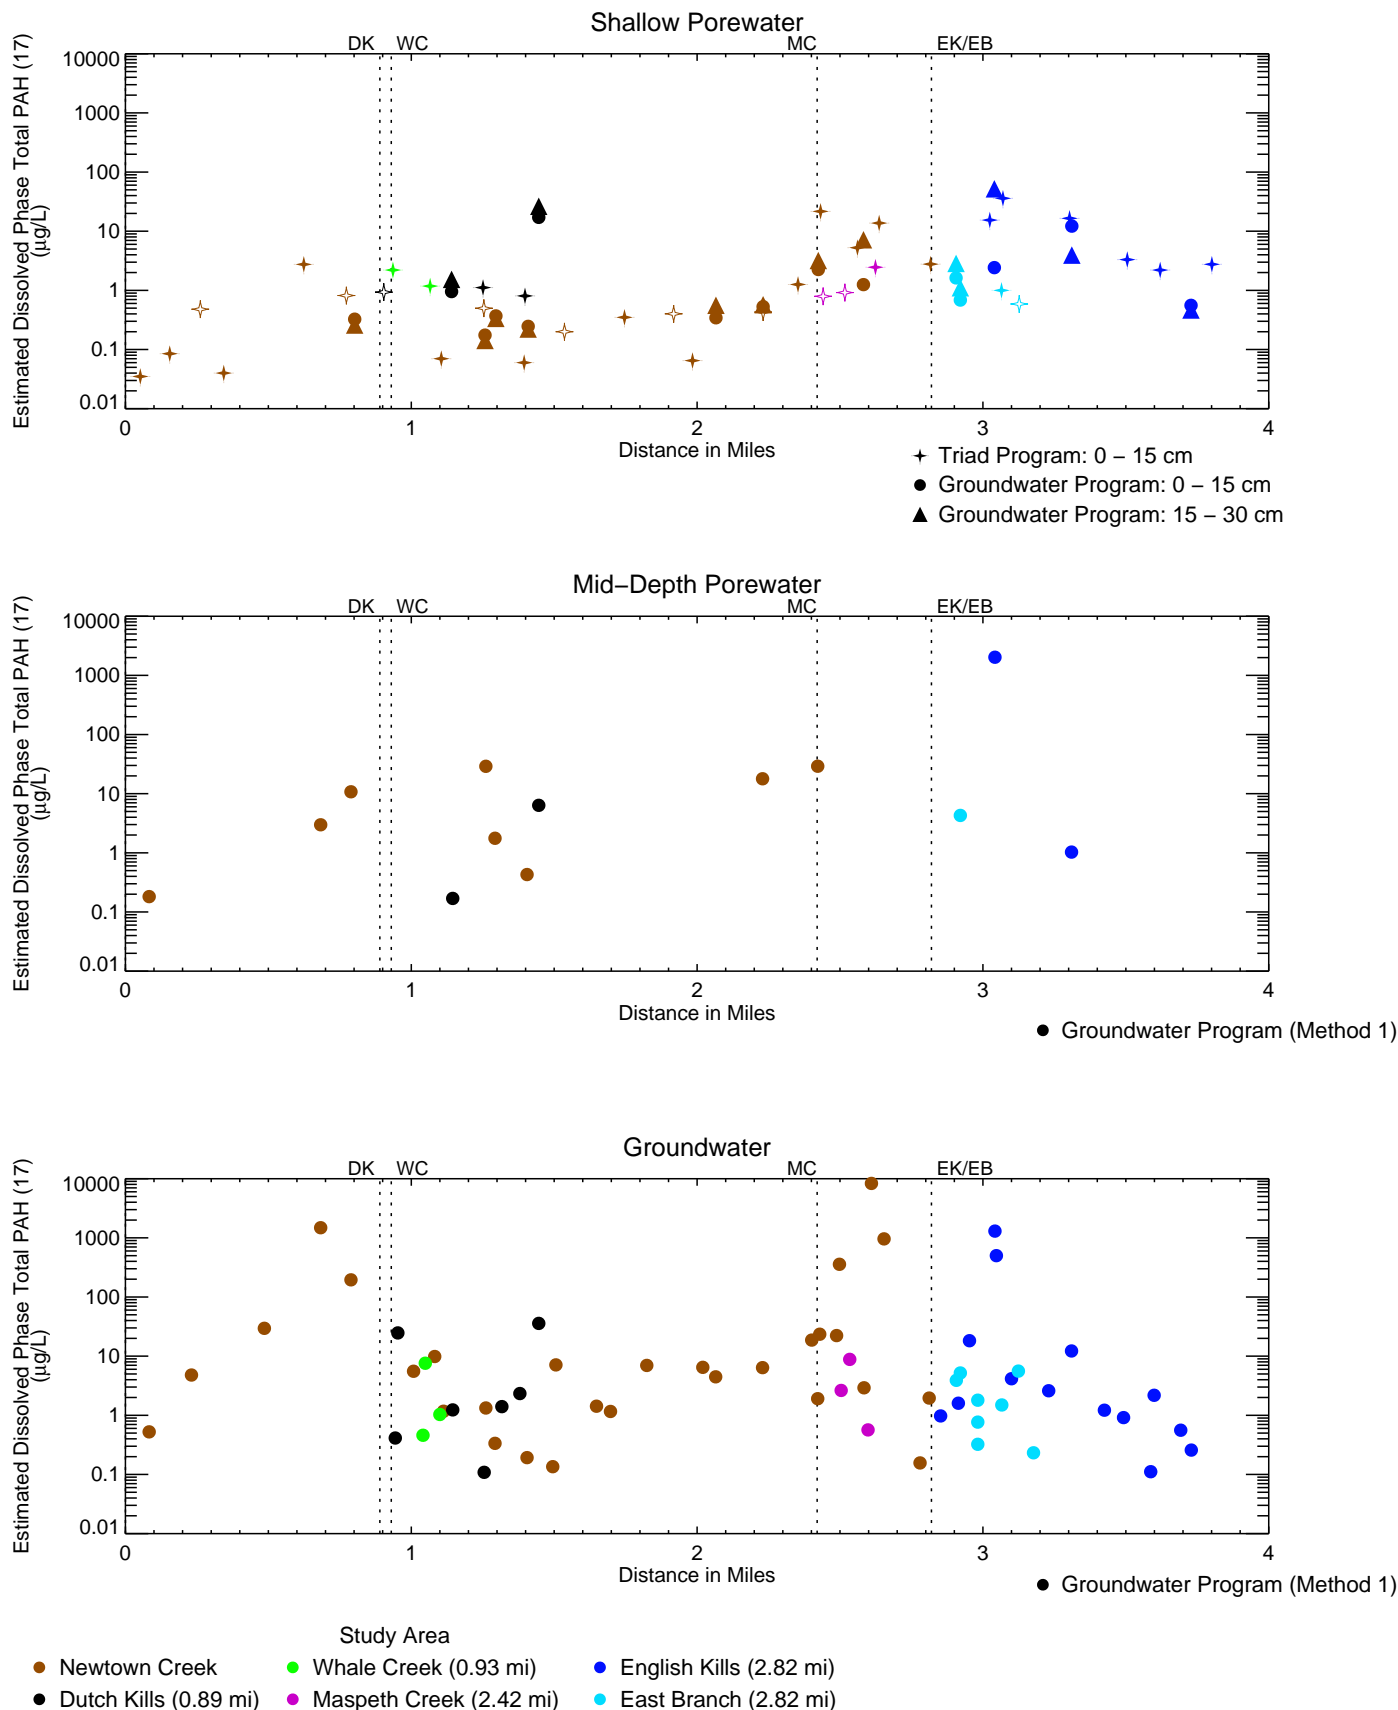 Shallow Porewater
DK WC MC EK/EB
Estimated Dissolved Phase Total PAH (17)
(µg/L)
10000
1000
100
10
1
0.1
0.01
0 1 2 3 4
Distance in Miles
Triad Program: 0 – 15 cm
Groundwater Program: 0 – 15 cm
Groundwater Program: 15 – 30 cm
Mid–Depth Porewater
DK WC MC EK/EB
Estimated Dissolved Phase Total PAH (17)
(µg/L)
10000
1000
100
10
1
0.1
0.01
0 1 2 3 4
Distance in Miles
Groundwater Program (Method 1)
Groundwater
DK WC MC EK/EB
Estimated Dissolved Phase Total PAH (17)
(µg/L)
10000
1000
100
10
1
0.1
0.01
0 1 2 3 4
Distance in Miles
Groundwater Program (Method 1)
Study Area
Newtown Creek Whale Creek (0.93 mi) English Kills (2.82 mi)
Dutch Kills (0.89 mi) Maspeth Creek (2.42 mi) East Branch (2.82 mi)